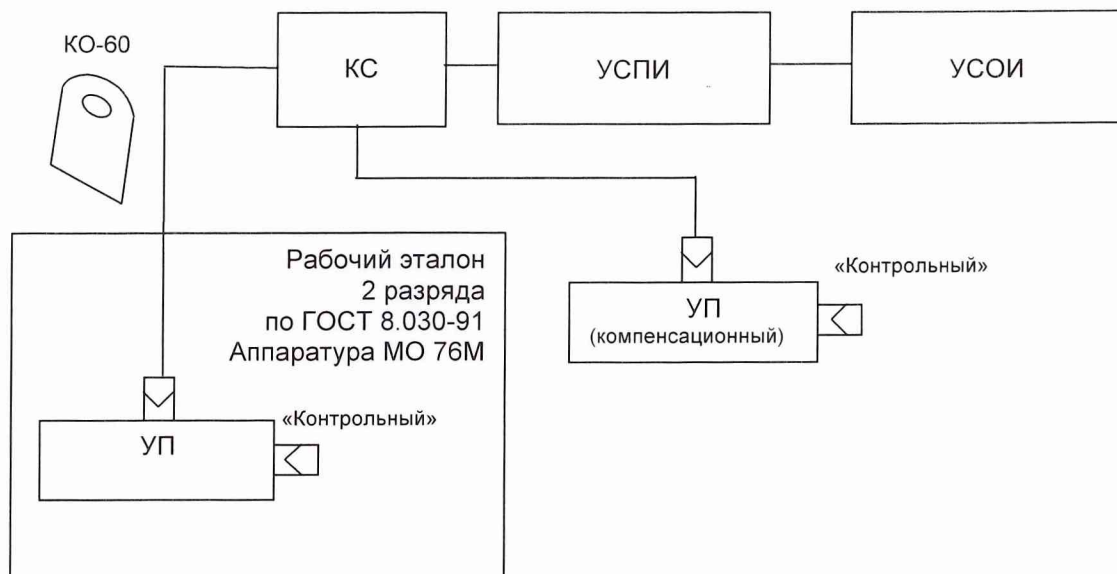 КО-60
КС
УСПИ
УСОИ
Рабочий эталон
2 разряда
по ГОСТ 8.030-91
Аппаратура МО 76М
«Контрольный»
УП
«Контрольный»
УП
(компенсационный)